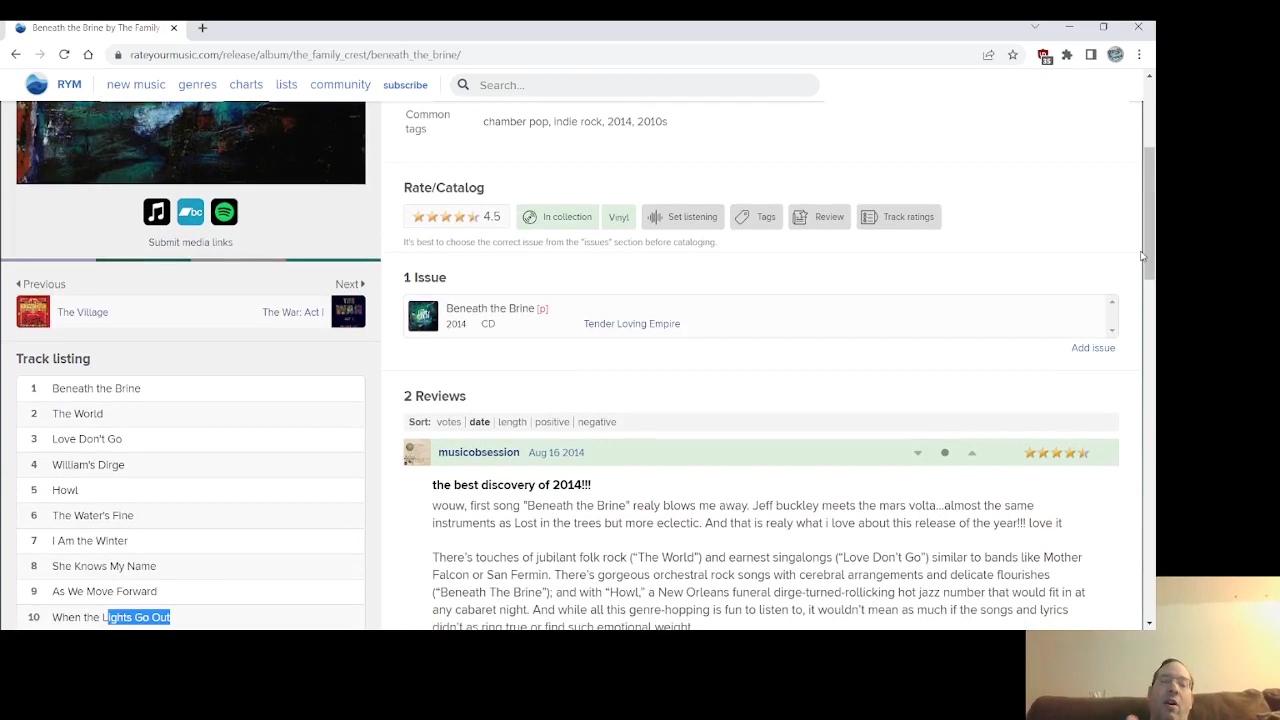 Beneath the Brine by The Family
rateyourmusic.com/release/album/the_family_crest/beneath_the_brine/
35
RYM new music genres charts lists community subscribe Search...
Common tags chamber pop, indie rock, 2014, 2010s
Rate/Catalog
4.5 In collection Vinyl Set listening Tags Review Track ratings
It's best to choose the correct issue from the "issues" section before cataloging.
bc
Submit media links
Previous Next
The Village The War: Act I
1 Issue
Beneath the Brine [p]
2014 CD Tender Loving Empire
Add issue
Track listing
1 Beneath the Brine
2 The World
3 Love Don't Go
4 William's Dirge
5 Howl
6 The Water's Fine
7 I Am the Winter
8 She Knows My Name
9 As We Move Forward
10 When the Lights Go Out
2 Reviews
Sort: votes | date | length | positive | negative
musicobsession Aug 16 2014
the best discovery of 2014!!!
wouw, first song "Beneath the Brine" realy blows me away. Jeff buckley meets the mars volta...almost the same
instruments as Lost in the trees but more eclectic. And that is realy what i love about this release of the year!!! love it
There's touches of jubilant folk rock ("The World") and earnest singalongs ("Love Don't Go") similar to bands like Mother
Falcon or San Fermin. There's gorgeous orchestral rock songs with cerebral arrangements and delicate flourishes
("Beneath The Brine"); and with "Howl," a New Orleans funeral dirge-turned-rollicking hot jazz number that would fit in at
any cabaret night. And while all this genre-hopping is fun to listen to, it wouldn't mean as much if the songs and lyrics
didn't as ring true or find such emotional weight.